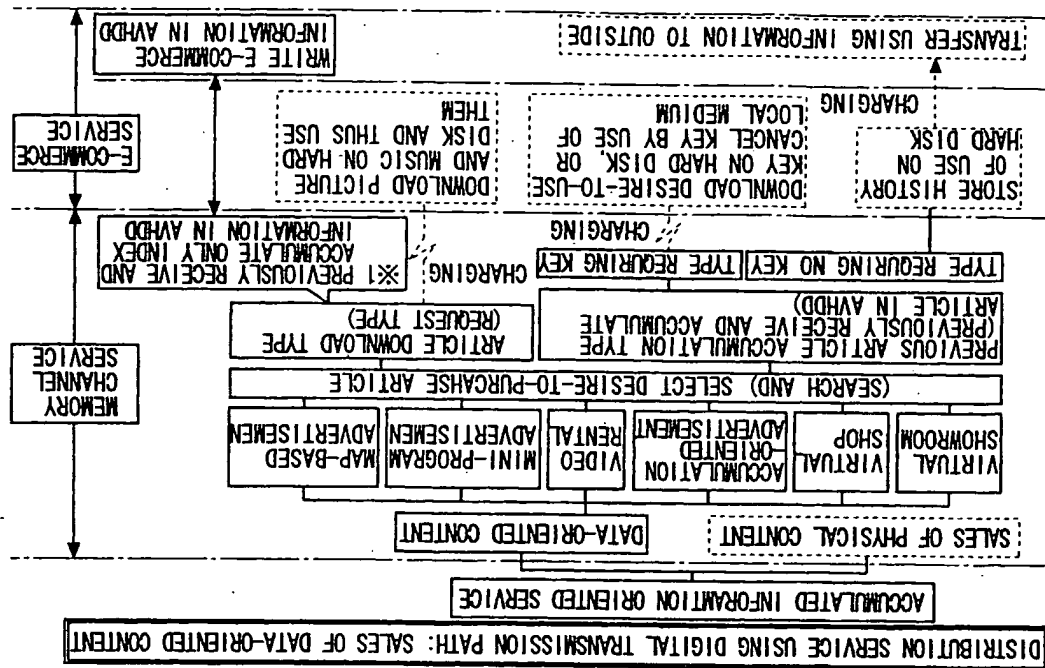 DISTRIBUTION SERVICE USING DIGITAL TRANSMISSION PATH: SALES OF DATA-ORIENTED CONTENT
ACCUMULATED INFORAMTION ORIENTED SERVICE
SALES OF PHYSICAL CONTENT
DATA-ORIENTED CONTENT
VIRTUAL
SHOWROOM
VIRTUAL
SHOP
ACCUMULATION
-ORIENTED
ADVERTISEMENT
VIDEO
RENTAL
MINI-PROGRAM
ADVERTISEMEN
MAP-BASED
ADVERTISEMEN
MEMORY
CHANNEL
SERVICE
(SEARCH AND) SELECT DESIRE-TO-PURCAHSE ARTICLE
PREVIOUS ARTICLE ACCUMULATION TYPE
(PREVIOUSLY RECEIVE AND ACCUMULATE
ARTICLE IN AVHDD)
ARTICLE DOWNLOAD TYPE
(REQUEST TYPE)
TYPE REQUIRING NO KEY
TYPE REQUIRING KEY
CHARGING
CHARGING
※1 PREVIOUSLY RECEIVE AND
ACCUMULATE ONLY INDEX
INFORMATION IN AVHDD
STORE HISTORY
OF USE ON
HARD DISK
DOWNLOAD DESIRE-TO-USE
KEY ON HARD DISK, OR
CANCEL KEY BY USE OF
LOCAL MEDIUM
DOWNLOAD PICTURE
AND MUSIC ON HARD
DISK AND THUS USE
THEM
E-COMMERCE
SERVICE
CHARGING
TRANSFER USING INFORMATION TO OUTSIDE
WRITE E-COMMERCE
INFORMATION IN AVHDD